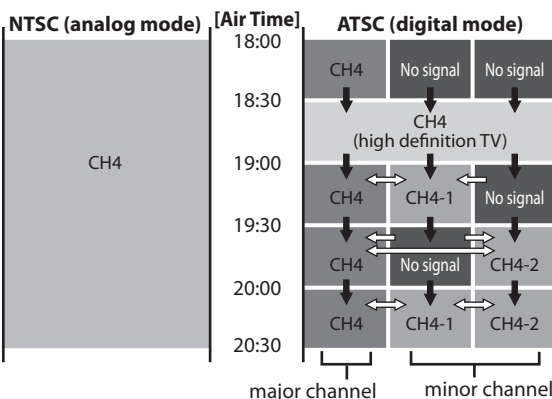 NTSC (analog mode) [Air Time] ATSC (digital mode)
18:00
CH4 No signal No signal
18:30
CH4
(high definition TV)
19:00
CH4
CH4 CH4-1 No signal
19:30
CH4 No signal CH4-2
20:00
CH4 CH4-1 CH4-2
20:30
major channel minor channel